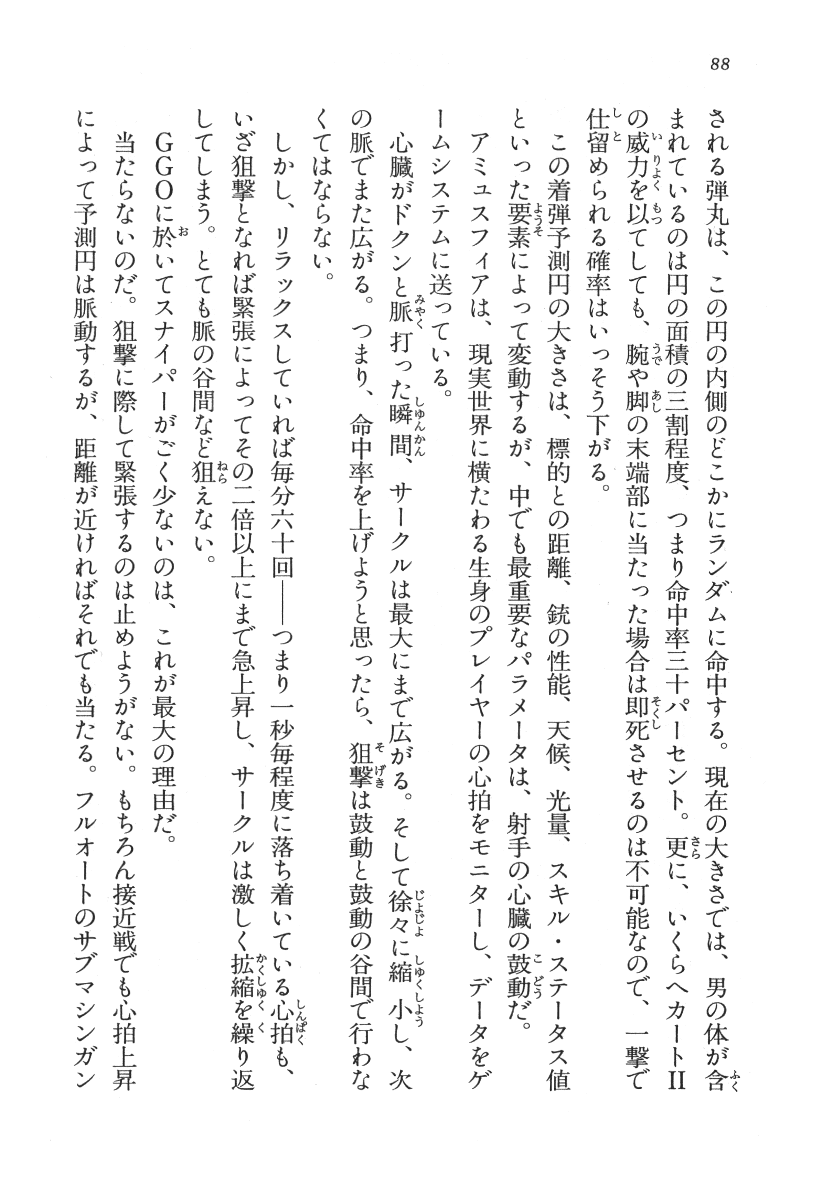 88
される弾丸は、この円の内側のどこかにランダムに命中する。現在の大きさでは、男の体が含
まれているのは円の面積の三割程度、つまり命中率三十パーセント。更に、いくらヘカートII
の威力を以てしても、腕や脚の末端部に当たった場合は即死させるのは不可能なので、一撃で
仕留められる確率はいっそう下がる。
この着弾予測円の大きさは、標的との距離、銃の性能、天候、光量、スキル・ステータス値
といった要素によって変動するが、中でも最重要なパラメータは、射手の心臓の鼓動だ。
アミュスフィアは、現実世界に横たわる生身のプレイヤーの心拍をモニターし、データをゲ
ームシステムに送っている。
心臓がドクンと脈打った瞬間、サークルは最大にまで広がる。そして徐々に縮小し、次
の脈でまた広がる。つまり、命中率を上げようと思ったら、狙撃は鼓動と鼓動の谷間で行わな
くてはならない。
しかし、リラックスしていれば毎分六十回――つまり一秒毎程度に落ち着いている心拍も、
いざ狙撃となれば緊張によってその二倍以上にまで急上昇し、サークルは激しく拡縮を繰り返
してしまう。とても脈の谷間など狙えない。
GGOに於いてスナイパーがごく少ないのは、これが最大の理由だ。
当たらないのだ。狙撃に際して緊張するのは止めようがない。もちろん接近戦でも心拍上昇
によって予測円は脈動するが、距離が近ければそれでも当たる。フルオートのサブマシンガン